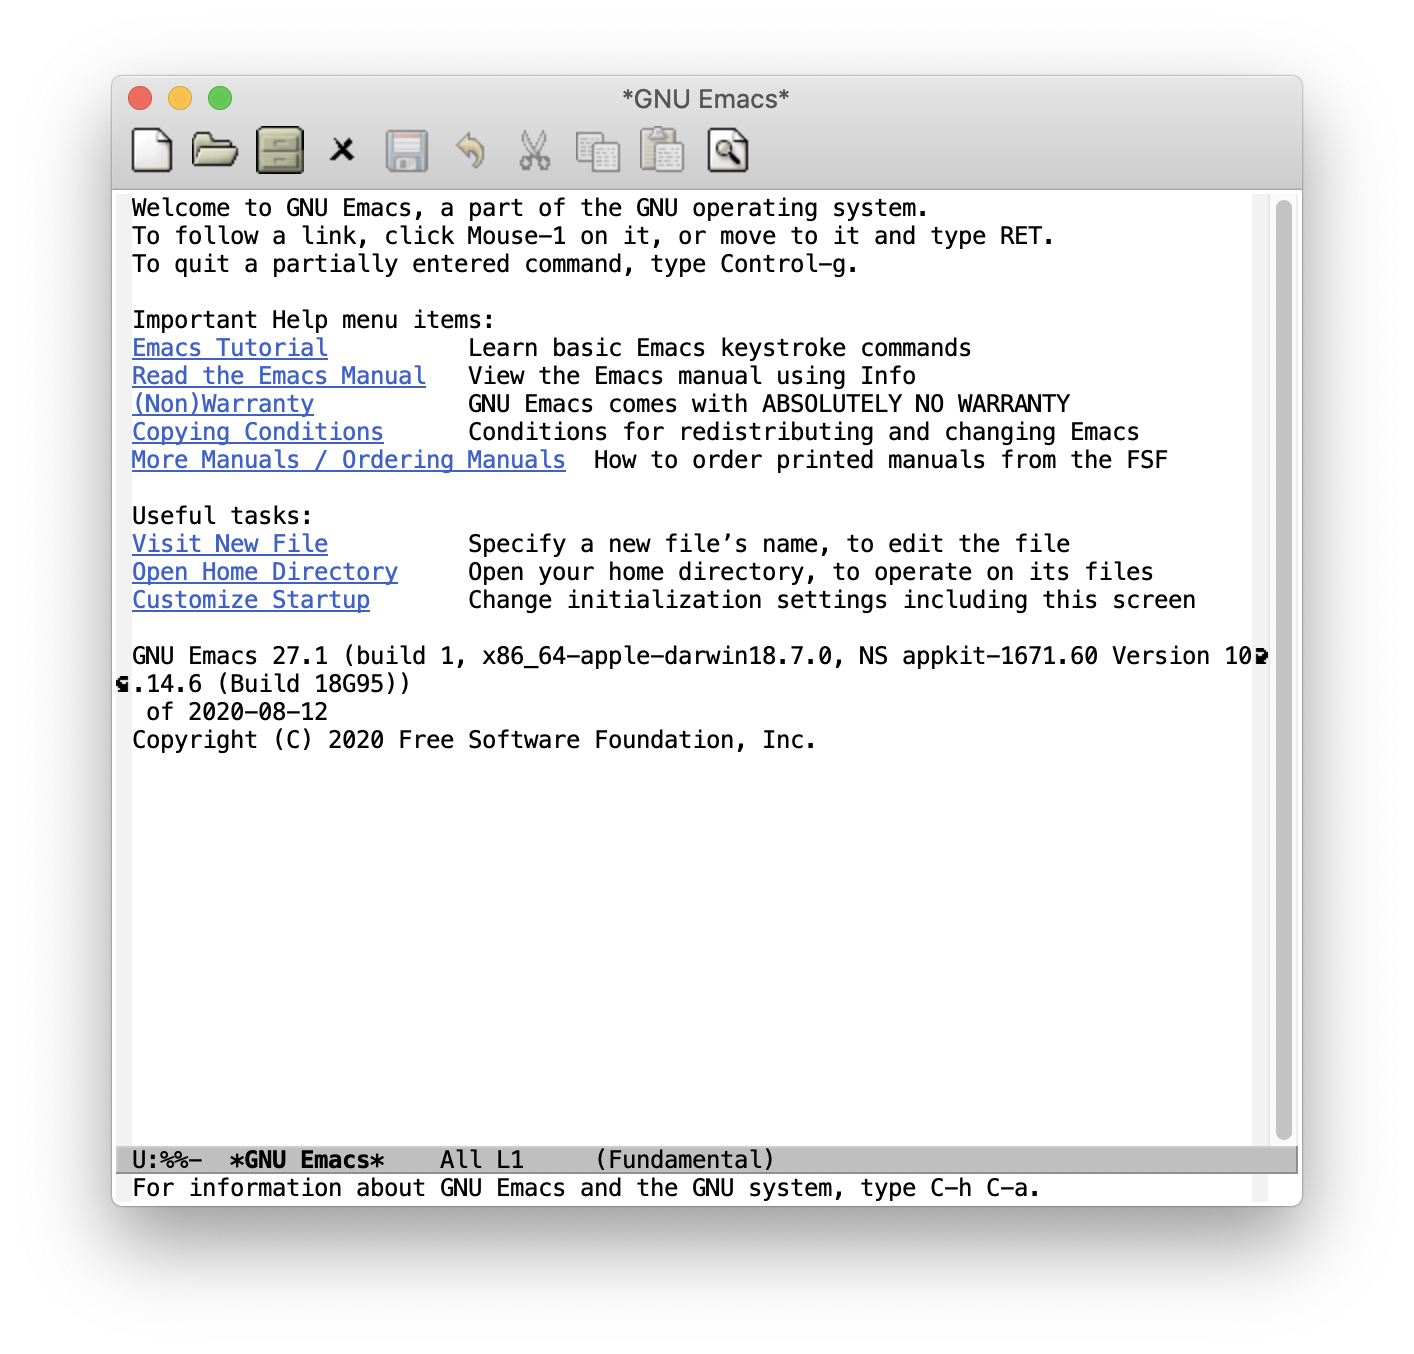 *GNU Emacs*
Welcome to GNU Emacs, a part of the GNU operating system.
To follow a link, click Mouse-1 on it, or move to it and type RET.
To quit a partially entered command, type Control-g.
Important Help menu items:
Emacs Tutorial          Learn basic Emacs keystroke commands
Read the Emacs Manual   View the Emacs manual using Info
(Non)Warranty           GNU Emacs comes with ABSOLUTELY NO WARRANTY
Copying Conditions      Conditions for redistributing and changing Emacs
More Manuals / Ordering Manuals  How to order printed manuals from the FSF
Useful tasks:
Visit New File          Specify a new file’s name, to edit the file
Open Home Directory     Open your home directory, to operate on its files
Customize Startup       Change initialization settings including this screen
GNU Emacs 27.1 (build 1, x86_64-apple-darwin18.7.0, NS appkit-1671.60 Version 10
.14.6 (Build 18G95))
 of 2020-08-12
Copyright (C) 2020 Free Software Foundation, Inc.
U:%%-  *GNU Emacs*    All L1     (Fundamental)
For information about GNU Emacs and the GNU system, type C-h C-a.